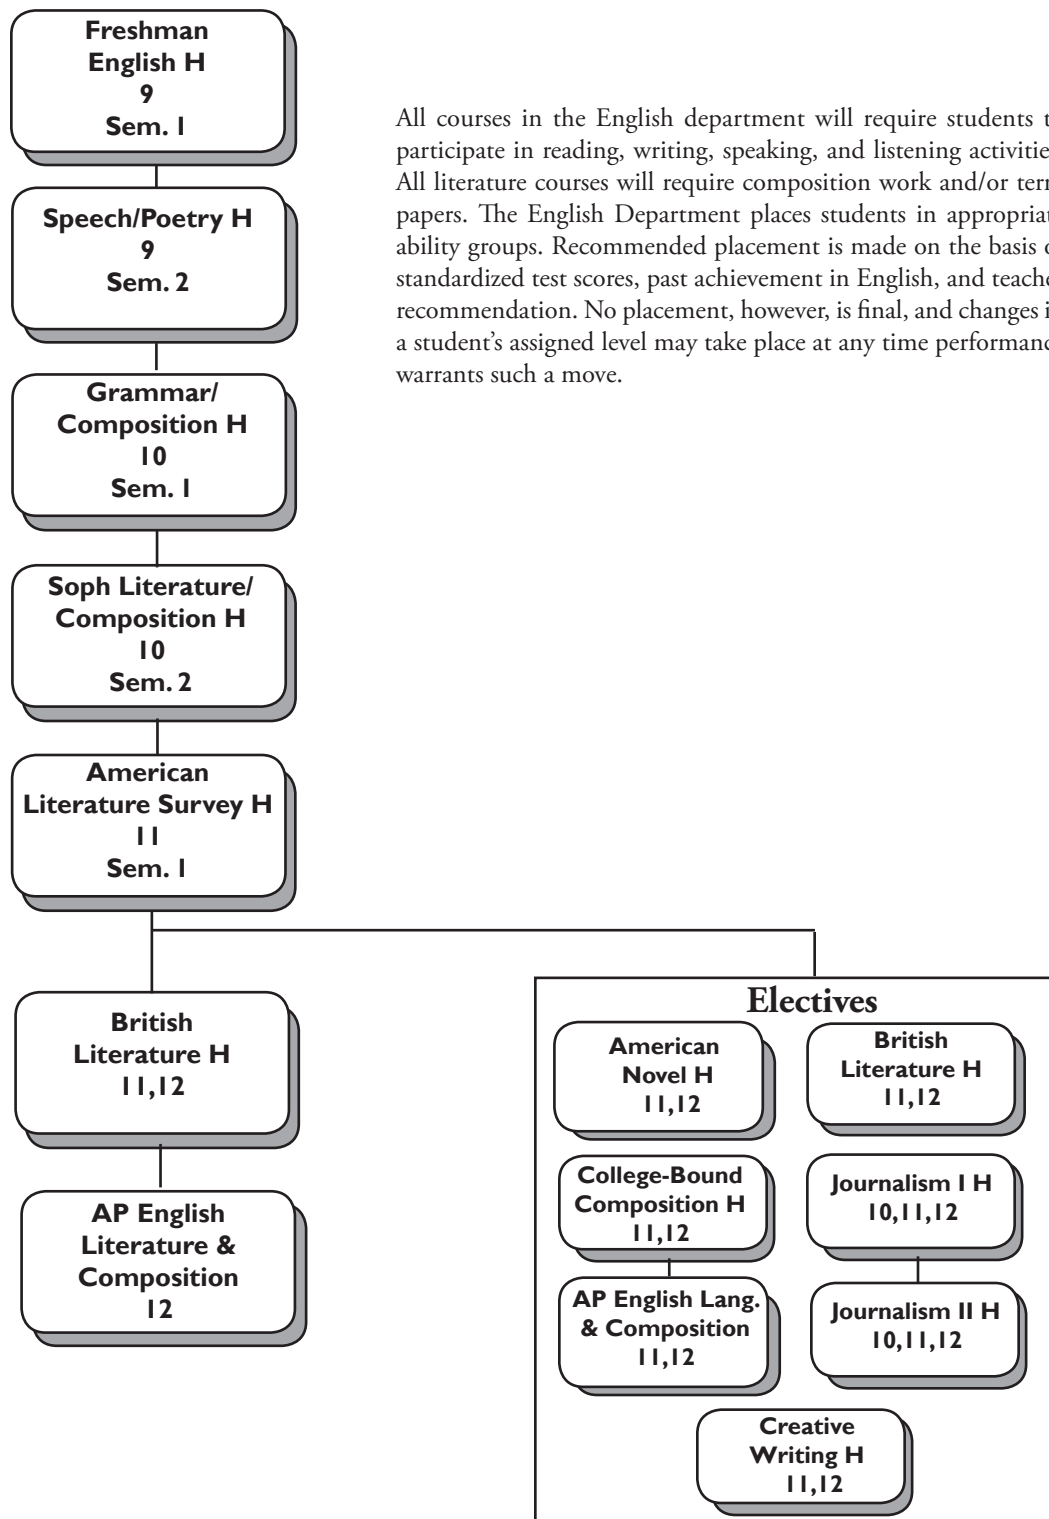 Freshman
English H
9
Sem. 1
Speech/Poetry H
9
Sem. 2
Grammar/
Composition H
10
Sem. 1
Soph Literature/
Composition H
10
Sem. 2
American
Literature Survey H
11
Sem. 1
British
Literature H
11,12
AP English
Literature &
Composition
12
All courses in the English department will require students t
participate in reading, writing, speaking, and listening activitie
All literature courses will require composition work and/or
papers. The English Department places students in appropriat
ability groups. Recommended placement is made on the basis o
standardized test scores, past achievement in English, and teache
recommendation. No placement, however, is final, and changes i
a student's assigned level may take place at any time performanc
warrants such a move.
Electives
American
Novel H
11,12
British
Literature H
11,12
College-Bound
Composition H
11,12
Journalism I H
10,11,12
AP English Lang.
& Composition
11,12
Journalism II H
10,11,12
Creative
Writing H
11,12